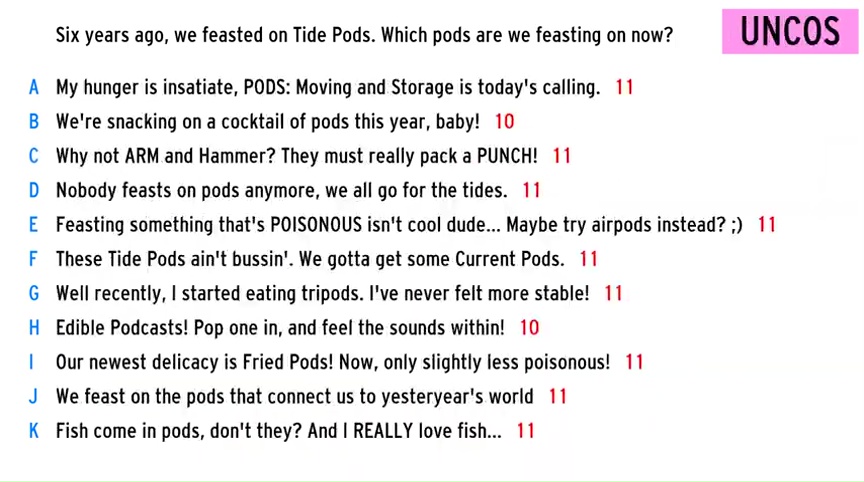 Six years ago, we feasted on Tide Pods. Which pods are we feasting on now?
UNCOS
A My hunger is insatiate, PODS: Moving and Storage is today's calling. 11
B We're snacking on a cocktail of pods this year, baby! 10
C Why not ARM and Hammer? They must really pack a PUNCH! 11
D Nobody feasts on pods anymore, we all go for the tides. 11
E Feasting something that's POISONOUS isn't cool dude... Maybe try airpods instead? ;) 11
F These Tide Pods ain't bussin'. We gotta get some Current Pods. 11
G Well recently, I started eating tripods. I've never felt more stable! 11
H Edible Podcasts! Pop one in, and feel the sounds within! 10
I Our newest delicacy is Fried Pods! Now, only slightly less poisonous! 11
J We feast on the pods that connect us to yesteryear's world 11
K Fish come in pods, don't they? And I REALLY love fish... 11